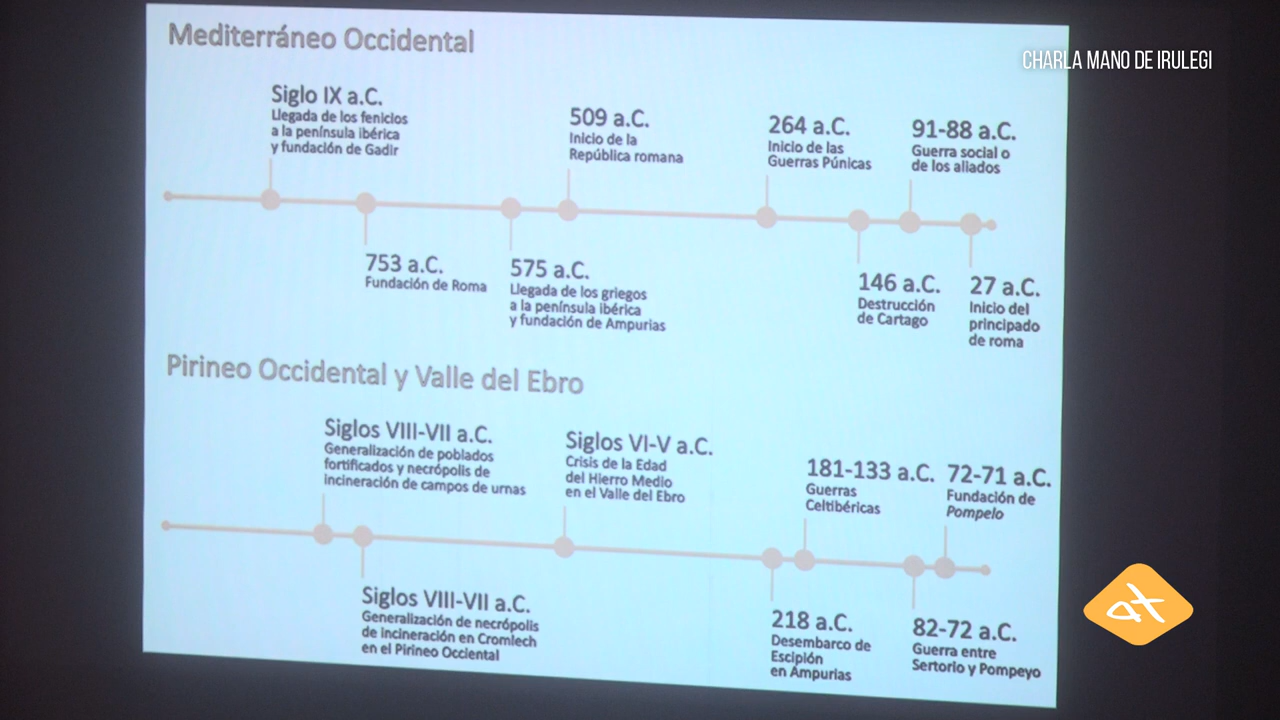 CHARLA MANO DE IRULEGI
Mediterráneo Occidental
Siglo IX a.C.
Llegada de los fenicios
a la península ibérica
y fundación de Gadir
509 a.C.
Inicio de la
República romana
264 a.C.
Inicio de las
Guerras Púnicas
91-88 a.C.
Guerra social o
de los aliados
753 a.C.
Fundación de Roma
575 a.C.
Llegada de los griegos
a la península ibérica
y fundación de Ampurias
146 a.C.
Destrucción
de Cartago
27 a.C.
Inicio del
principado
de roma
Pirineo Occidental y Valle del Ebro
Siglos VIII-VII a.C.
Generalización de poblados
fortificados y necrópolis de
incineración de campos de urnas
Siglos VI-V a.C.
Crisis de la Edad
del Hierro Medio
en el Valle del Ebro
181-133 a.C.
Guerras
Celtibéricas
72-71 a.C.
Fundación de
Pompelo
Siglos VIII-VII a.C.
Generalización de necrópolis
de incineración en Cromlech
en el Pirineo Occiental
218 a.C.
Desembarco de
Escipión
en Ampurias
82-72 a.C.
Guerra entre
Sertorio y Pompeyo